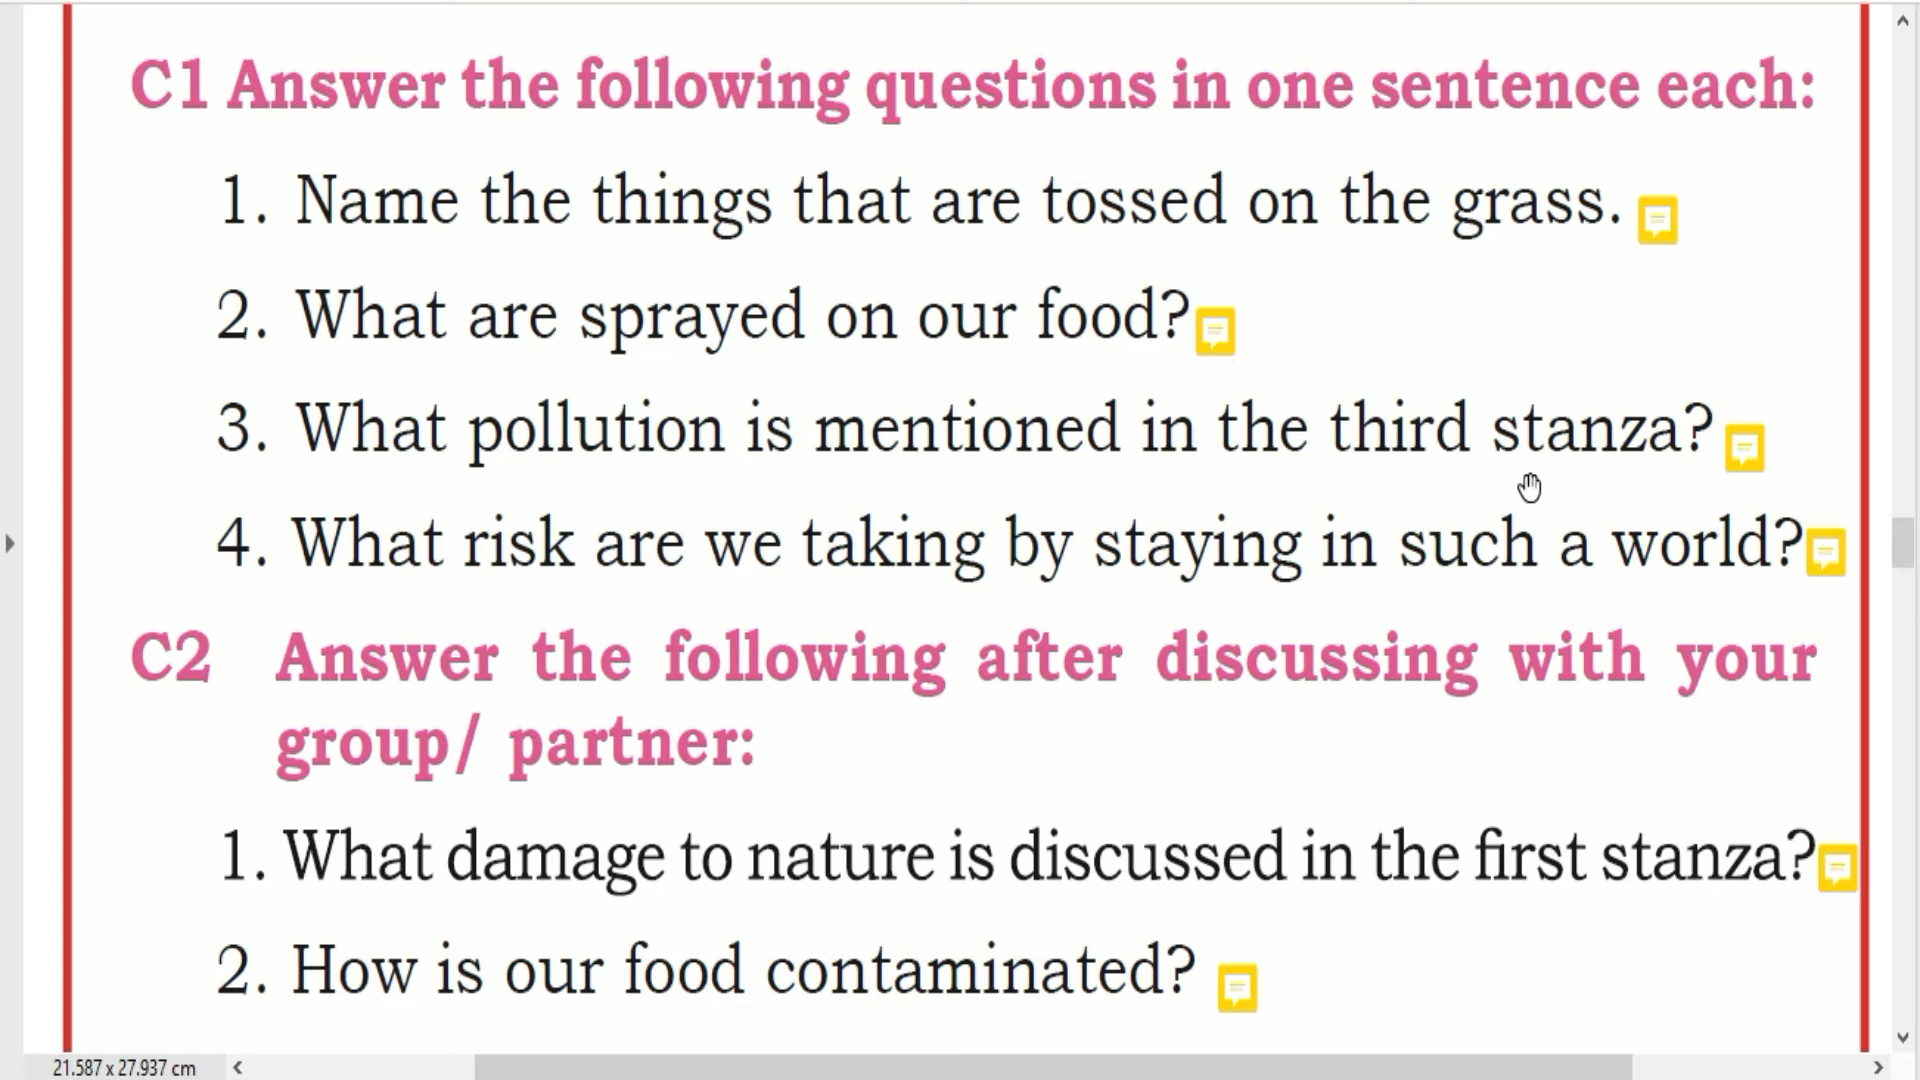 C1 Answer the following questions in one sentence each:
1. Name the things that are tossed on the grass.
2. What are sprayed on our food?
3. What pollution is mentioned in the third stanza?
4. What risk are we taking by staying in such a world?
C2 Answer the following after discussing with your
group/ partner:
1. What damage to nature is discussed in the first stanza?
2. How is our food contaminated?
21.587 x 27.937 cm